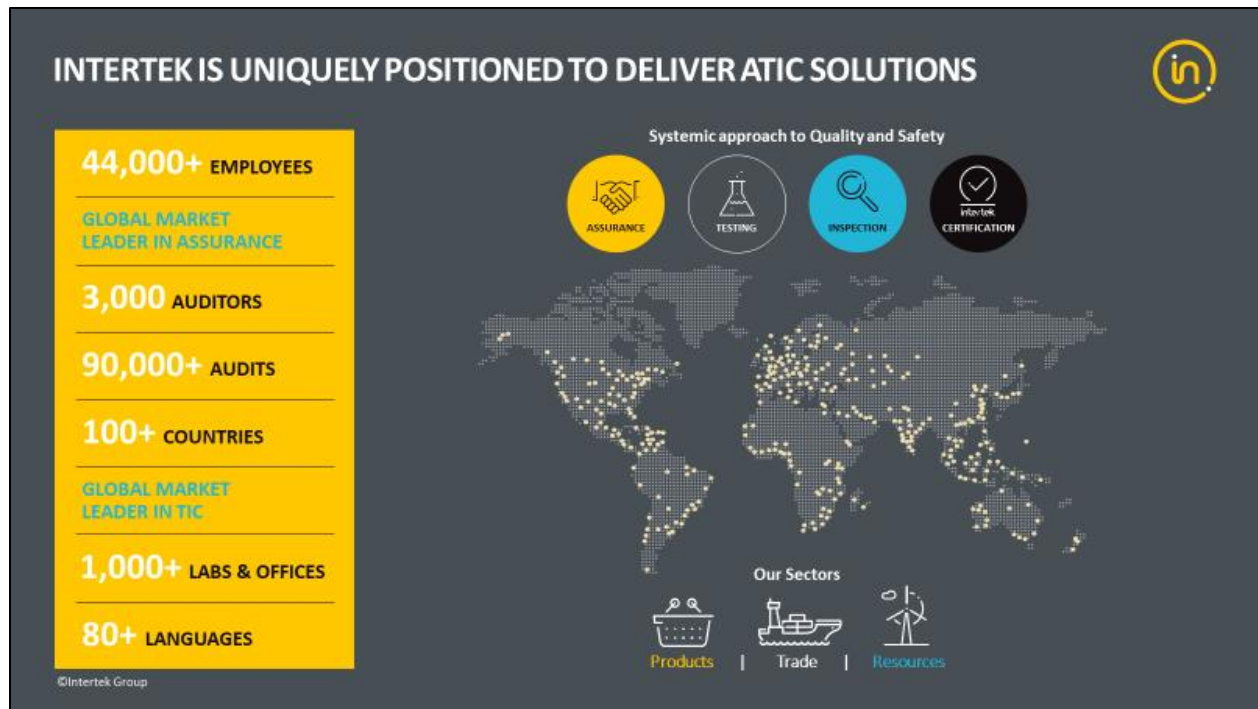 INTERTEK IS UNIQUELY POSITIONED TO DELIVER ATIC SOLUTIONS
in
44,000+ EMPLOYEES
GLOBAL MARKET
LEADER IN ASSURANCE
3,000 AUDITORS
90,000+ AUDITS
100+ COUNTRIES
GLOBAL MARKET
LEADER IN TIC
1,000+ LABS & OFFICES
80+ LANGUAGES
Systemic approach to Quality and Safety
ASSURANCE
TESTING
INSPECTION
intertek
CERTIFICATION
Our Sectors
Products | Trade | Resources
©Intertek Group